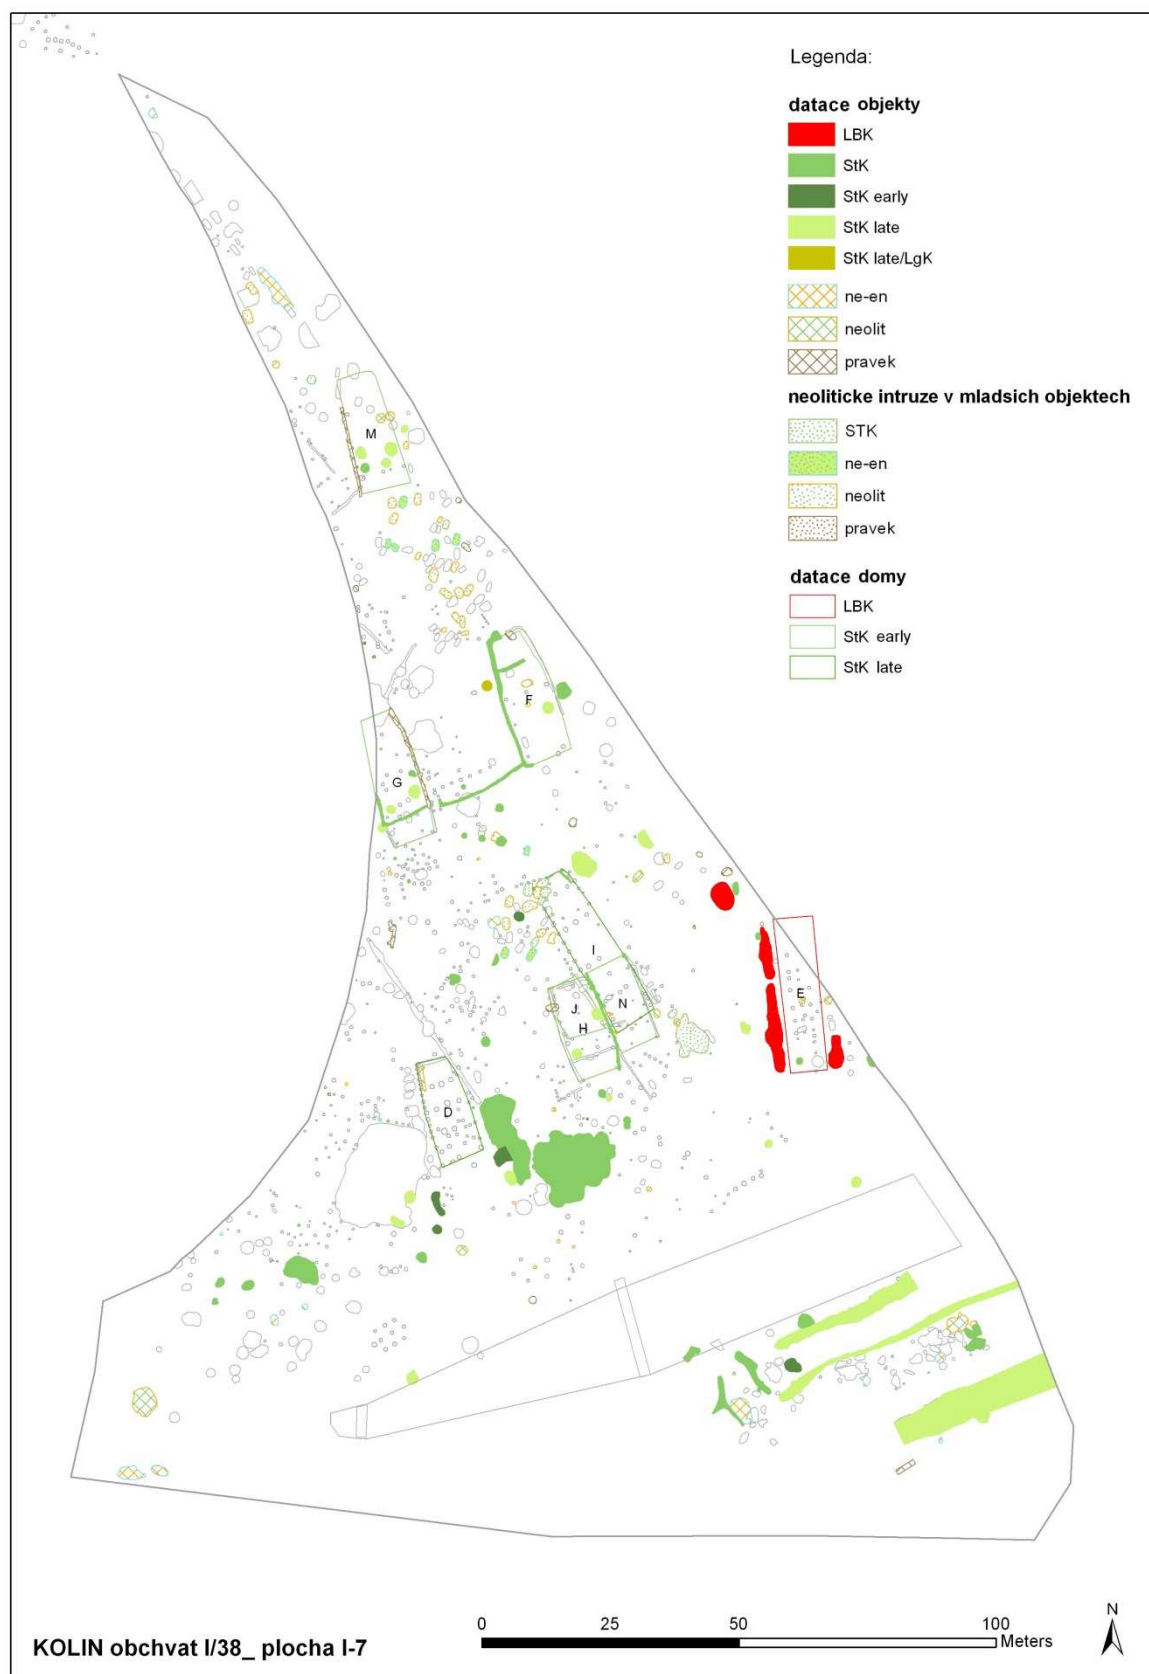 Legenda:
datace objekty
LBK
StK
StK early
StK late
StK late/LgK
ne-en
neolit
pravek
neoliticke intruze v mladsich objektech
STK
ne-en
neolit
pravek
datace domy
LBK
StK early
StK late
M
F
G
I
E
J.
N
H
D
0 50 100
Meters
N
KOLIN obchvat I/38_ plocha I-7